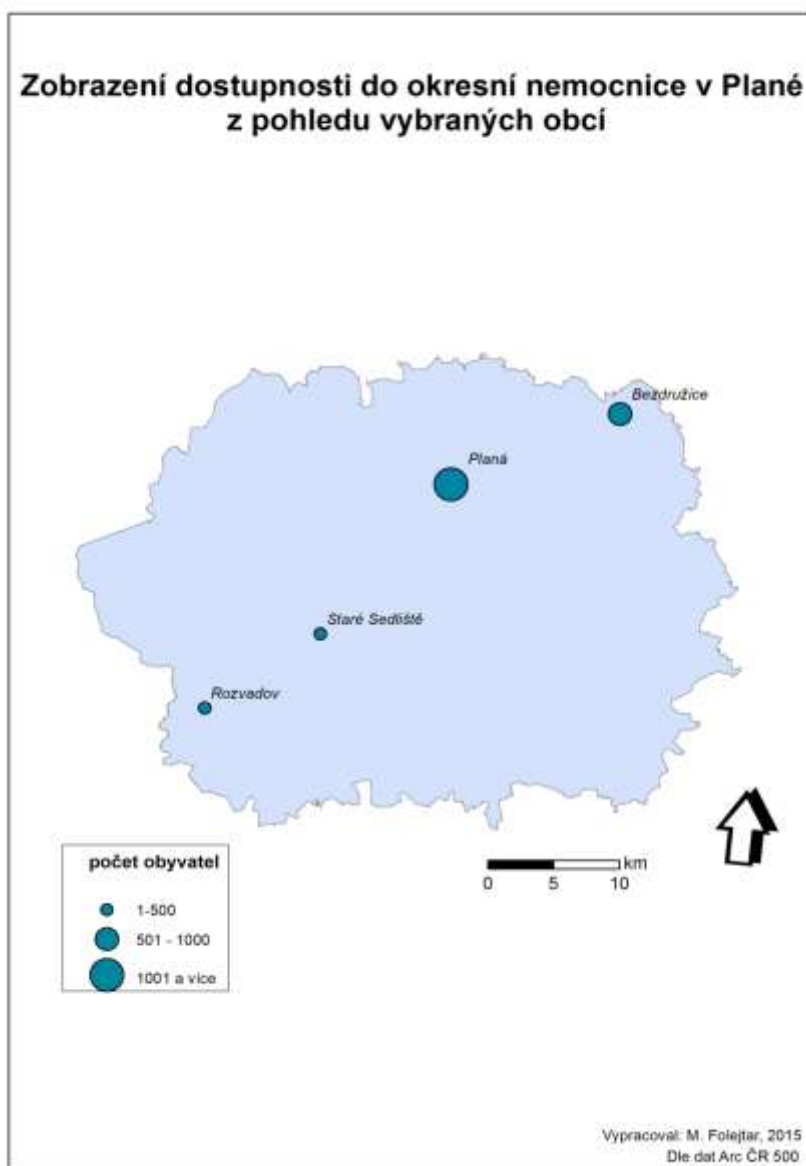 Zobrazení dostupnosti do okresní nemocnice v Plané
z pohledu vybraných obcí
Bezdružice
Planá
Staré Sedliště
Rozvadov
počet obyvatel
1-500
501 - 1000
1001 a více
km
0 5 10
Vypracoval: M. Folejtar, 2015
Dle dat Arc ČR 500